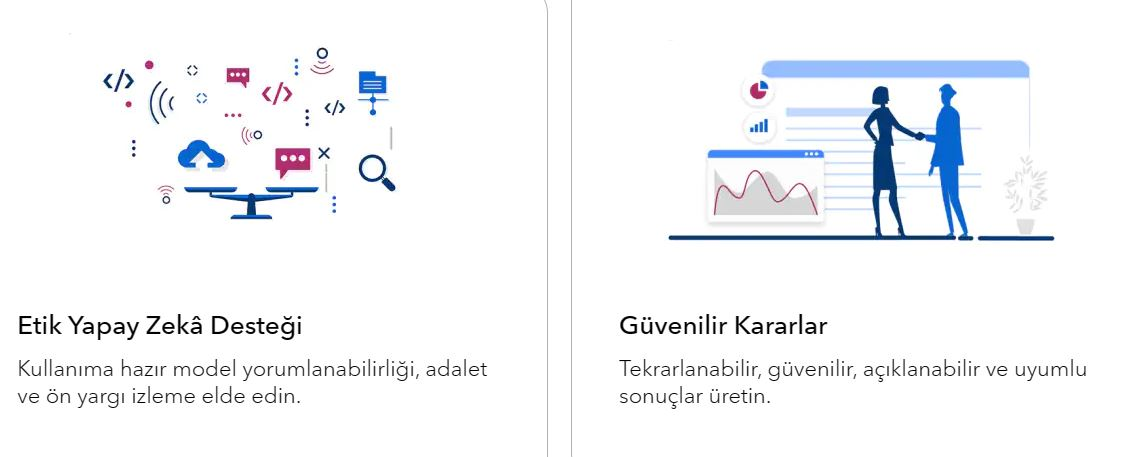 Etik Yapay Zekâ Desteği
Kullanıma hazır model yorumlanabilirliği, adalet
ve ön yargı izleme elde edin.
Güvenilir Kararlar
Tekrarlanabilir, güvenilir, açıklanabilir ve uyumlu
sonuçlar üretin.